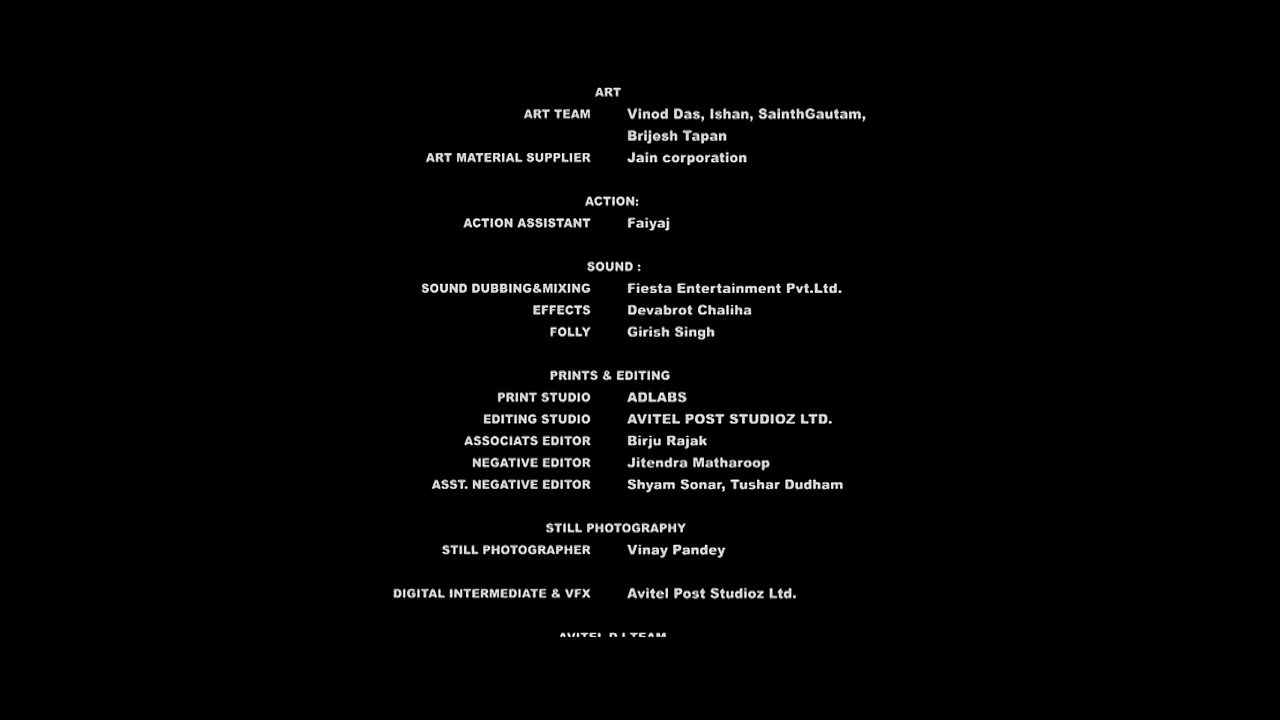 ART
ART TEAM Vinod Das, Ishan, SainthGautam,
Brijesh Tapan
ART MATERIAL SUPPLIER Jain corporation
ACTION:
ACTION ASSISTANT Faiyaj
SOUND :
SOUND DUBBING&MIXING Fiesta Entertainment Pvt.Ltd.
EFFECTS Devabrot Chaliha
FOLLY Girish Singh
PRINTS & EDITING
PRINT STUDIO ADLABS
EDITING STUDIO AVITEL POST STUDIOZ LTD.
ASSOCIATS EDITOR Birju Rajak
NEGATIVE EDITOR Jitendra Matharoop
ASST. NEGATIVE EDITOR Shyam Sonar, Tushar Dudham
STILL PHOTOGRAPHY
STILL PHOTOGRAPHER Vinay Pandey
DIGITAL INTERMEDIATE & VFX Avitel Post Studioz Ltd.
AVITEL D.I TEAM